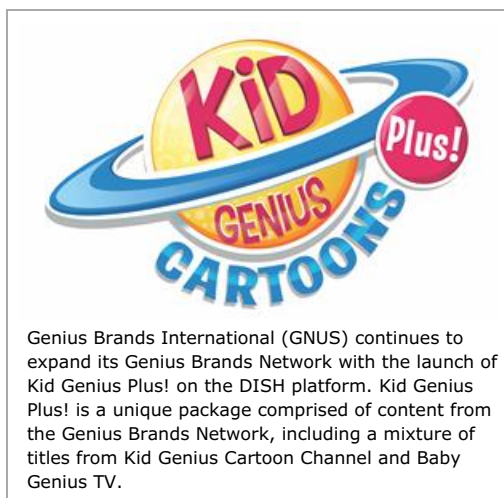 KiD
GENIUS
CARTOONS
Plus!
Genius Brands International (GNUS) continues to
expand its Genius Brands Network with the launch of
Kid Genius Plus! on the DISH platform. Kid Genius
Plus! is a unique package comprised of content from
the Genius Brands Network, including a mixture of
titles from Kid Genius Cartoon Channel and Baby
Genius TV.